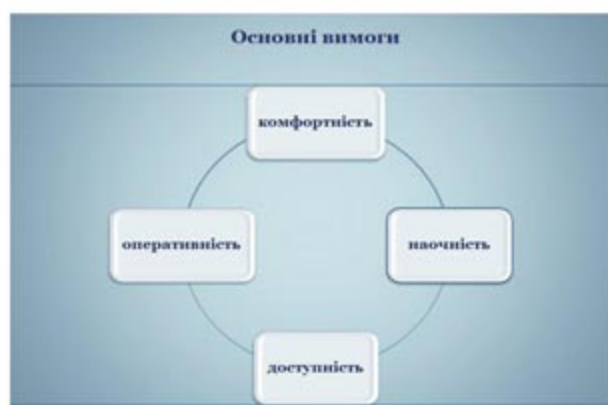 Основні вимоги
комфортність
оперативність
наочність
доступність